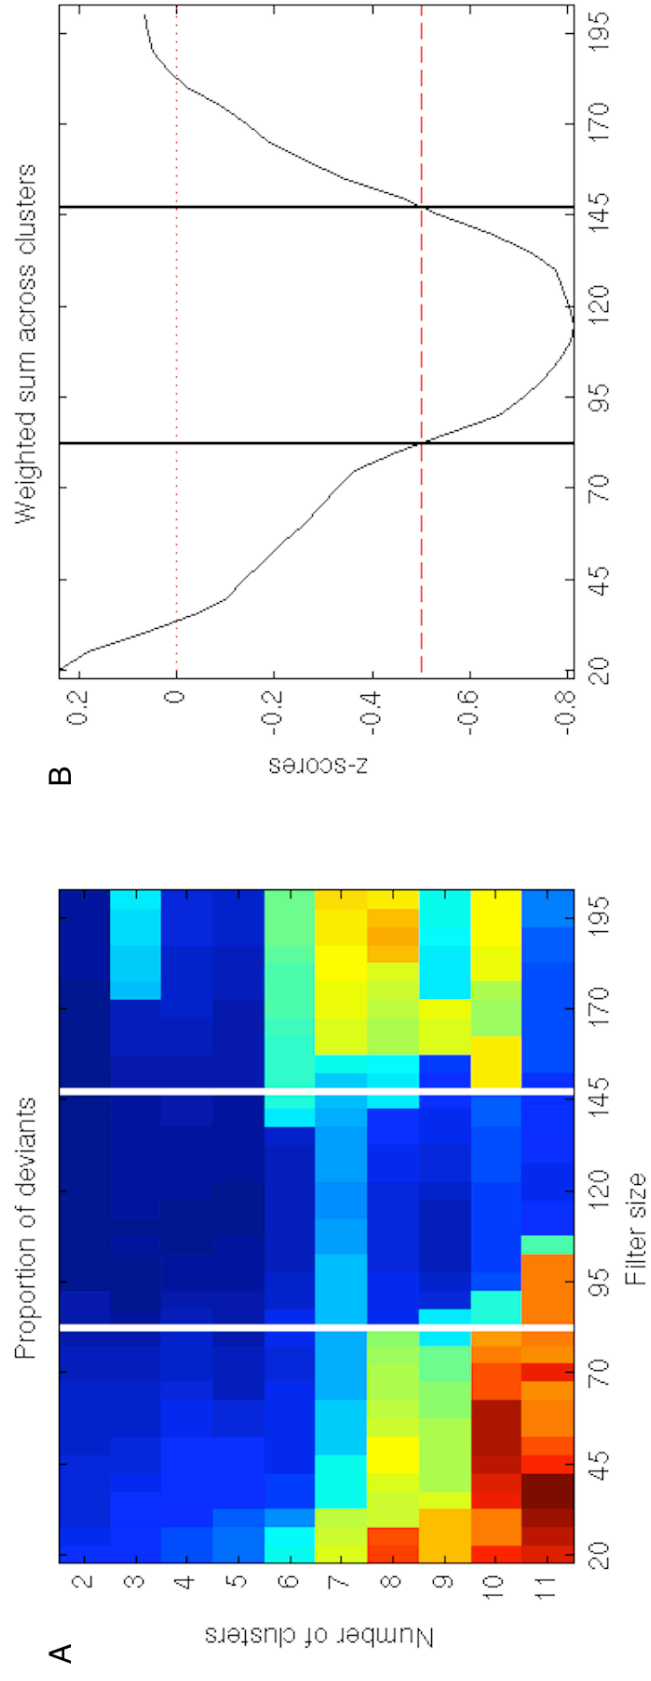 A
Proportion of deviants
Number of clusters
2
3
4
5
6
7
8
9
10
11
20 45 70 95 120 145 170 195
Filter size
B
Weighted sum across clusters
z-scores
0.2
0
-0.2
-0.4
-0.6
-0.8
20 45 70 95 120 145 170 195